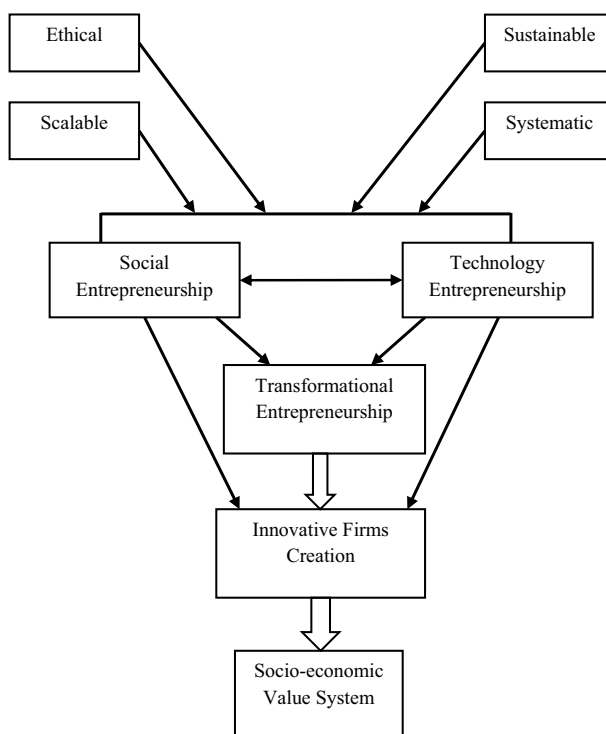 Ethical
Sustainable
Scalable
Systematic
Social
Entrepreneurship
Technology
Entrepreneurship
Transformational
Entrepreneurship
Innovative Firms
Creation
Socio-economic
Value System